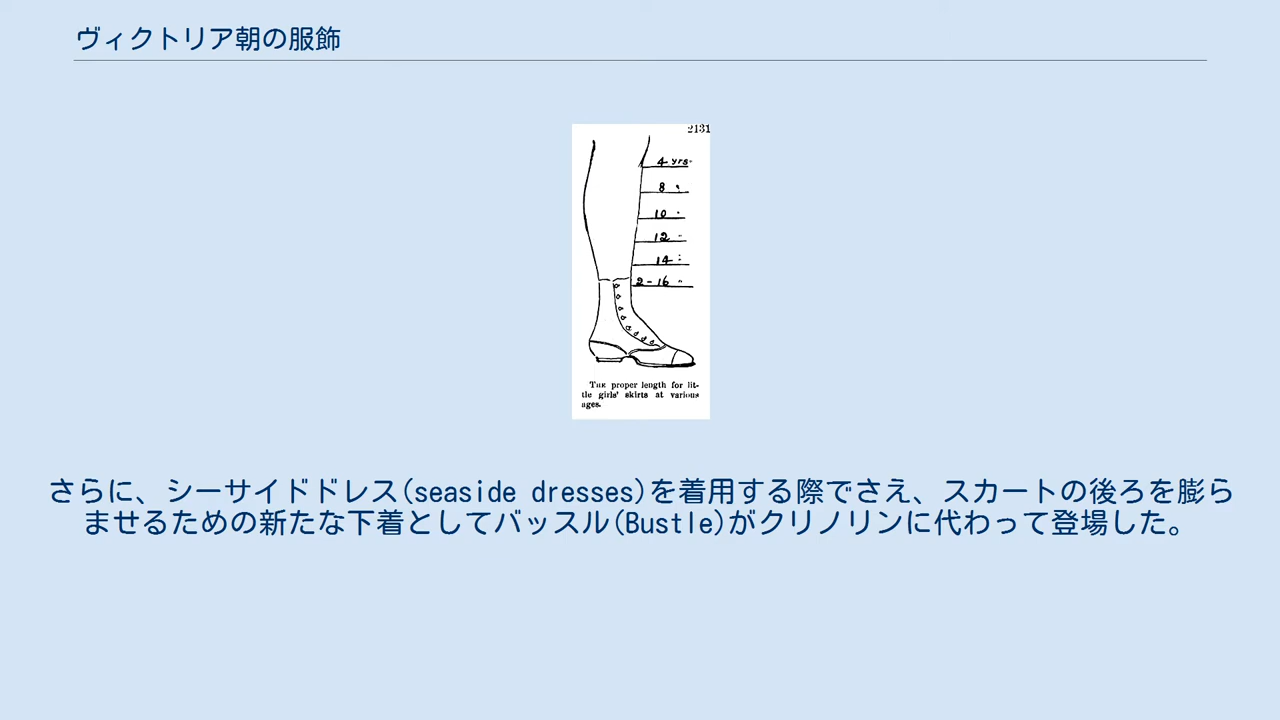 ヴィクトリア朝の服飾
2131
4 yrs.
8 "
10 "
12 "
14 "
2-16 "
THE proper length for lit-
tle girls' skirts at various
ages.
さらに、シーサイドドレス(seaside dresses)を着用する際でさえ、スカートの後ろを膨ら
ませるための新たな下着としてバッスル(Bustle)がクリノリンに代わって登場した。